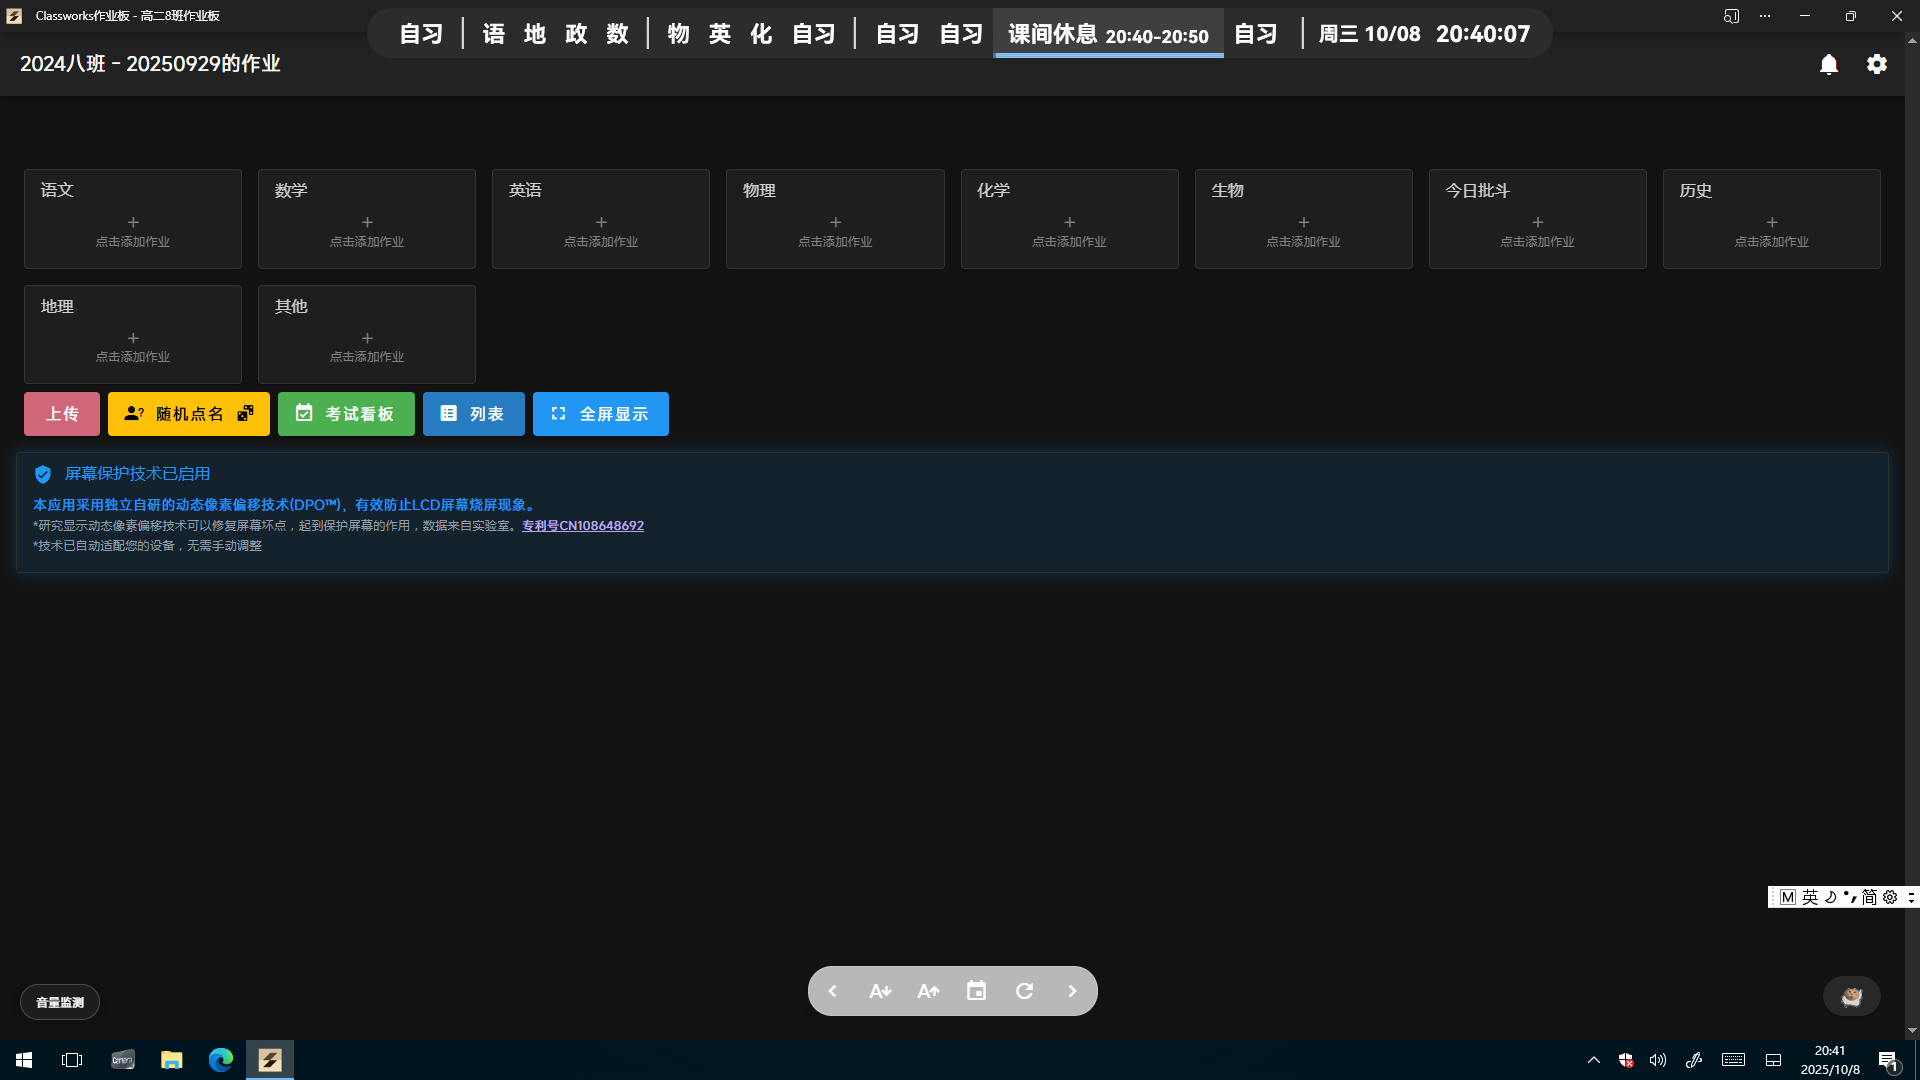 Classworks作业板 - 高二8班作业板
自习 语 地 政 数 物 英 化 自习 自习 自习 课间休息 20:40-20:50 自习 周三 10/08 20:40:07
2024八班 - 20250929的作业
语文 数学 英语 物理 化学 生物 今日批斗 历史
点击添加作业 点击添加作业 点击添加作业 点击添加作业 点击添加作业 点击添加作业 点击添加作业 点击添加作业
地理 其他
点击添加作业 点击添加作业
上传 随机点名 考试看板 列表 全屏显示
屏幕保护技术已启用
本应用采用独立自研的动态像素偏移技术(DPO™)，有效防止LCD屏幕烧屏现象。
*研究显示动态像素偏移技术可以修复屏幕坏点，起到保护屏幕的作用，数据来自实验室。专利号CN108648692
*技术已自动适配您的设备，无需手动调整
M 英 简
音量监测 A A
20:41
2025/10/8
1